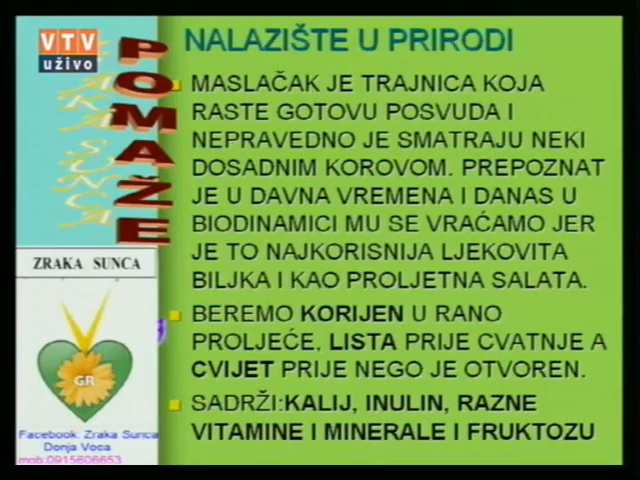 VTV
uživo
POMAŽE
ZRAKA SUNCA
GR
Facebook: Zraka Sunca
Donja Voca
mob:0915606653
NALAZIŠTE U PRIRODI
MASLAČAK JE TRAJNICA KOJA
RASTE GOTOVU POSVUDA I
NEPRAVEDNO JE SMATRAJU NEKI
DOSADNIM KOROVOM. PREPOZNAT
JE U DAVNA VREMENA I DANAS U
BIODINAMICI MU SE VRAĆAMO JER
JE TO NAJKORISNIJA LJEKOVITA
BILJKA I KAO PROLJETNA SALATA.
BEREMO KORIJEN U RANO
PROLJEĆE, LISTA PRIJE CVATNJE A
CVIJET PRIJE NEGO JE OTVOREN.
SADRŽI:KALIJ, INULIN, RAZNE
VITAMINE I MINERALE I FRUKTOZU